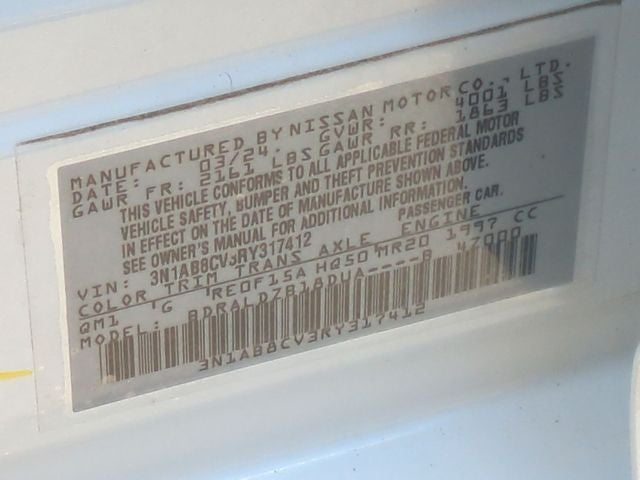 MANUFACTURED BY NISSAN MOTOR CO., LTD.
DATE: 03/24. GVWR: 4001 LBS
GAWR FR: 2161 LBS GAWR RR: 1863 LBS
THIS VEHICLE CONFORMS TO ALL APPLICABLE FEDERAL MOTOR
VEHICLE SAFETY, BUMPER AND THEFT PREVENTION STANDARDS
IN EFFECT ON THE DATE OF MANUFACTURE SHOWN ABOVE.
SEE OWNER'S MANUAL FOR ADDITIONAL INFORMATION.
VIN: 3N1AB8CV3RY317412 PASSENGER CAR.
COLOR TRIM TRANS AXLE ENGINE
QM1 G RE0F15A HQ50 MR20 1997 CC
MODEL: BDRALDZB18DUA----B 47000
3N1AB8CV3RY317412